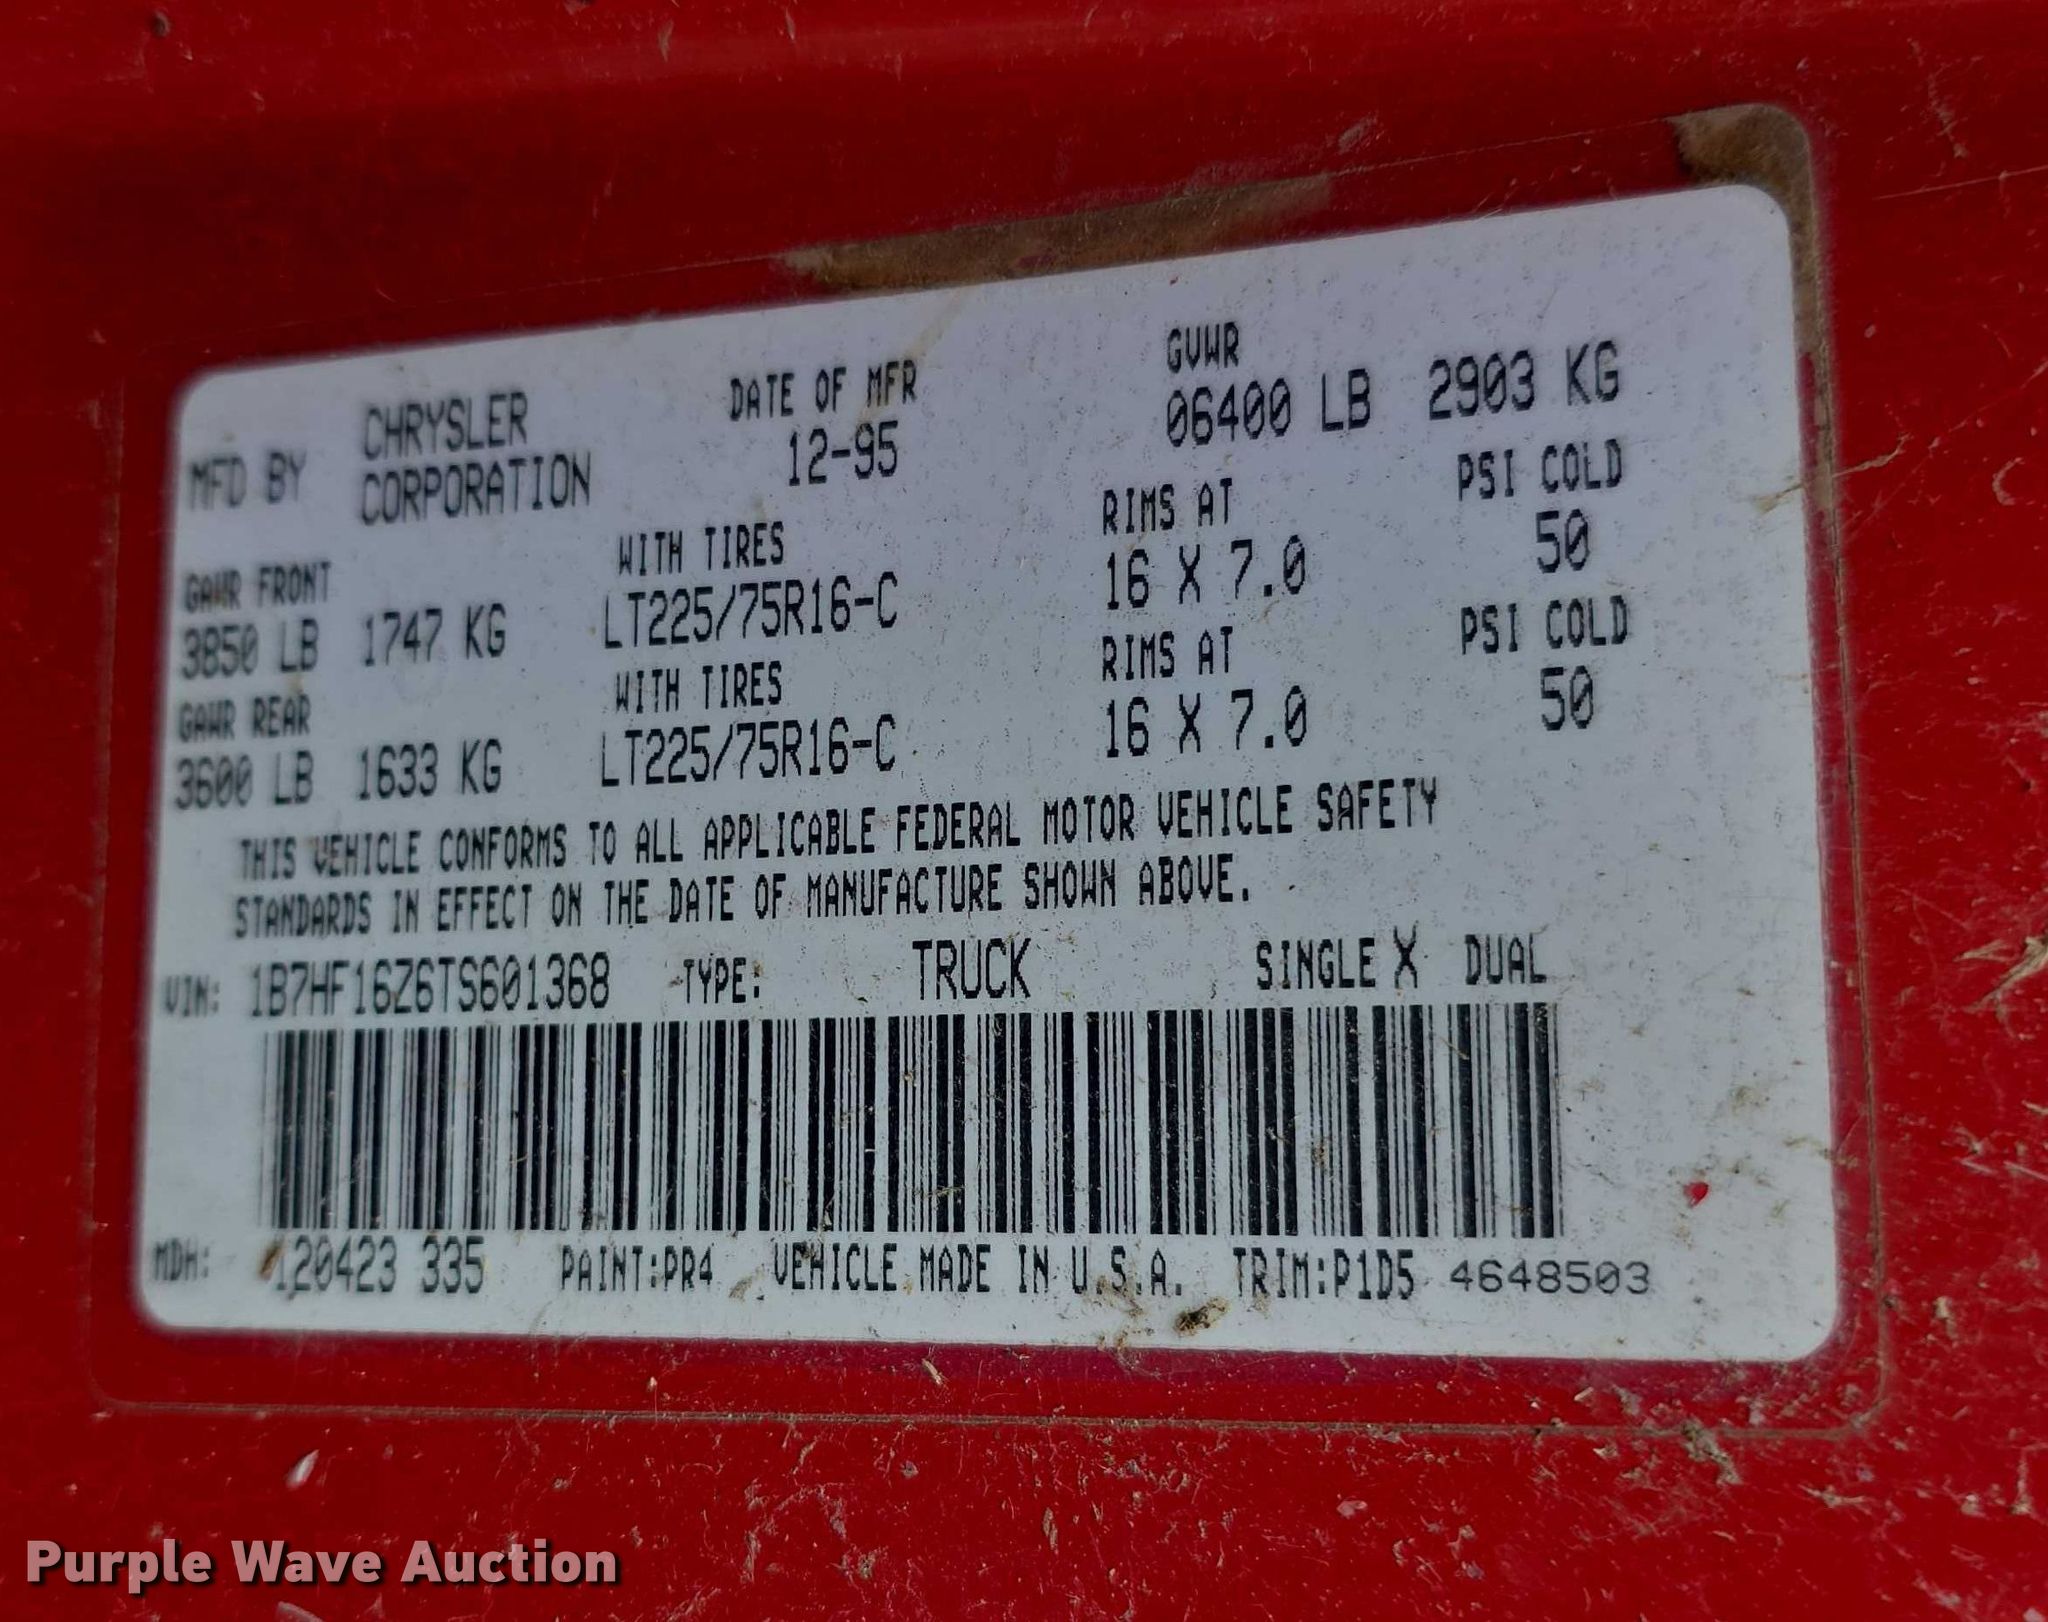 MFD BY CHRYSLER CORPORATION
DATE OF MFR
12-95
GVWR
06400 LB 2903 KG
GAWR FRONT WITH TIRES RIMS AT PSI COLD
3850 LB 1747 KG LT225/75R16-C 16 X 7.0 50
GAWR REAR WITH TIRES RIMS AT PSI COLD
3600 LB 1633 KG LT225/75R16-C 16 X 7.0 50
THIS VEHICLE CONFORMS TO ALL APPLICABLE FEDERAL MOTOR VEHICLE SAFETY
STANDARDS IN EFFECT ON THE DATE OF MANUFACTURE SHOWN ABOVE.
VIN: 1B7HF16Z6TS601368 TYPE: TRUCK SINGLE X DUAL
MDH: 120423 335 PAINT:PR4 VEHICLE MADE IN U.S.A. TRIM:P1D5 4648503
Purple Wave Auction